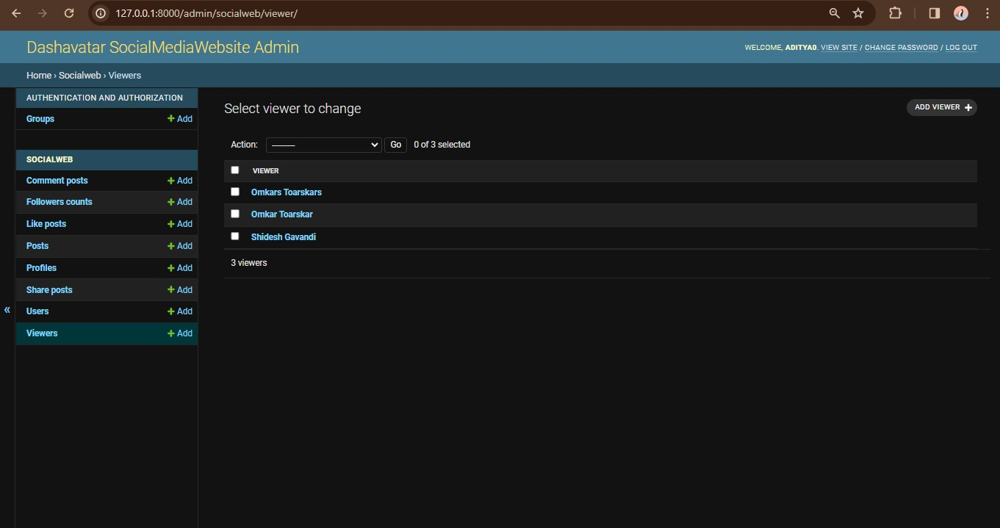 127.0.0.1:8000/admin/socialweb/viewer/
Dashavatar SocialMediaWebsite Admin
WELCOME, ADITYA0. VIEW SITE / CHANGE PASSWORD / LOG OUT
Home › Socialweb › Viewers
AUTHENTICATION AND AUTHORIZATION
Groups + Add
SOCIALWEB
Comment posts + Add
Followers counts + Add
Like posts + Add
Posts + Add
Profiles + Add
Share posts + Add
Users + Add
Viewers + Add
«
Select viewer to change
ADD VIEWER +
Action: --------- Go 0 of 3 selected
VIEWER
Omkars Toarskars
Omkar Toarskar
Shidesh Gavandi
3 viewers